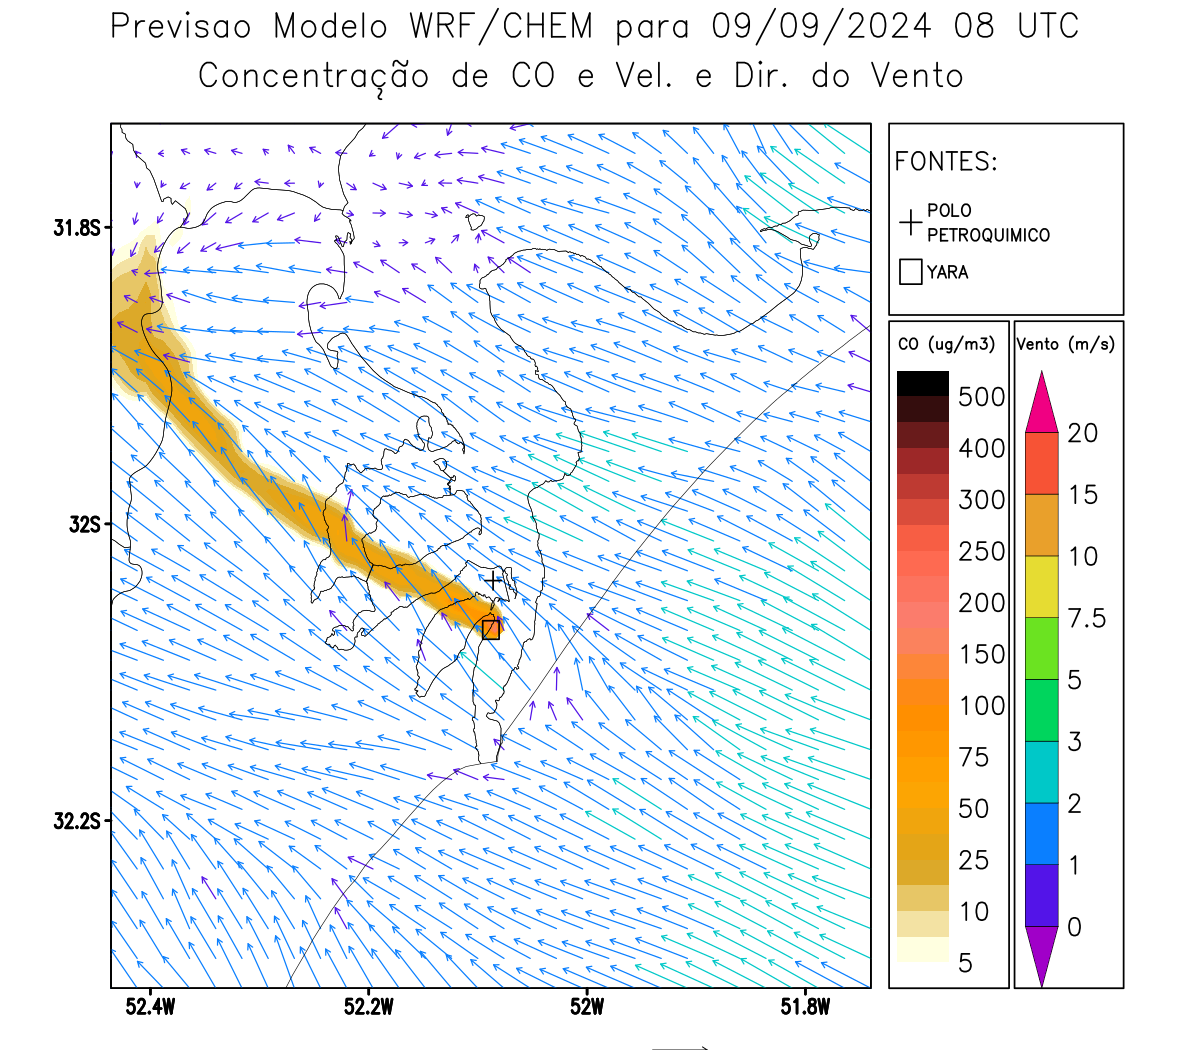 Previsao Modelo WRF/CHEM para 09/09/2024 08 UTC
Concentração de CO e Vel. e Dir. do Vento
FONTES:
POLO
PETROQUIMICO
YARA
31.8S
32S
32.2S
52.4W
52.2W
52W
51.8W
CO (ug/m3)
500
400
300
250
200
150
100
75
50
25
10
5
Vento (m/s)
20
15
10
7.5
5
3
2
1
0